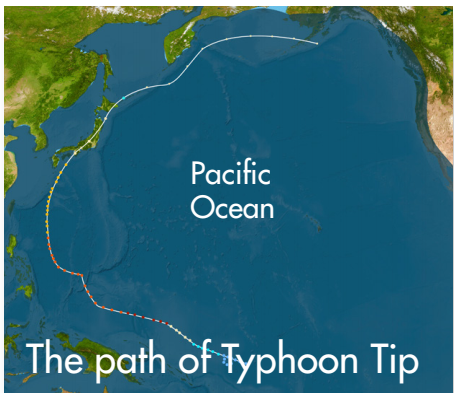 Pacific
Ocean
The path of Typhoon Tip